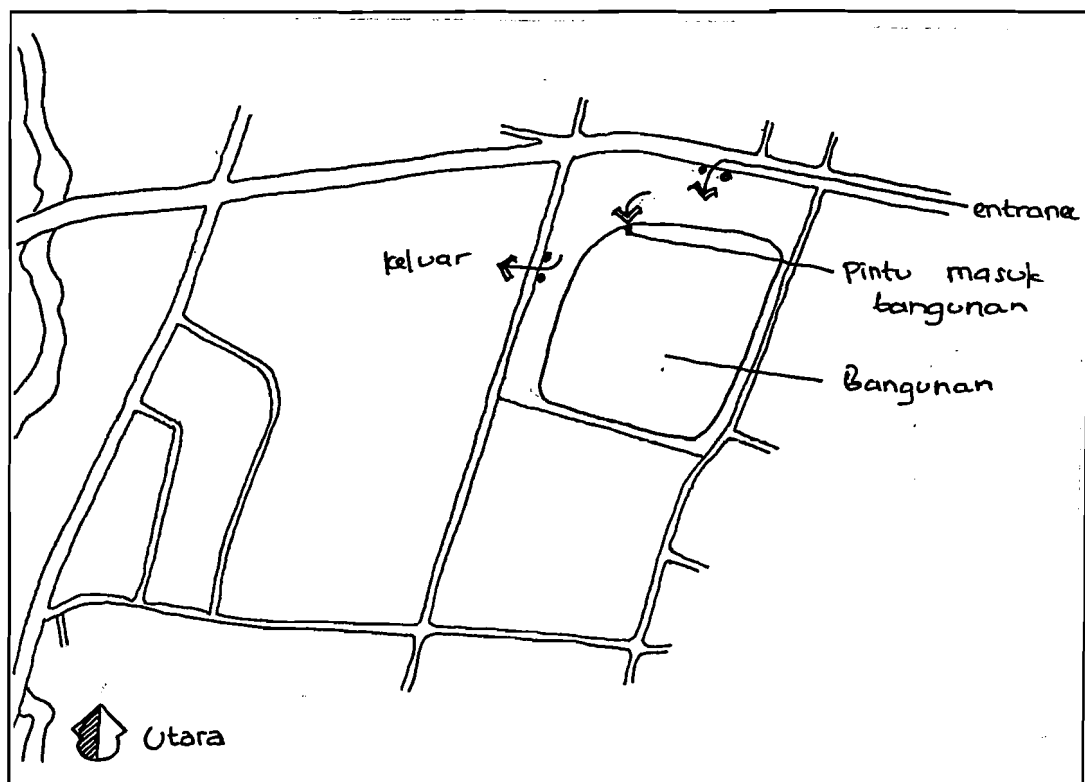 entrance
keluar
Pintu masuk
bangunan
Bangunan
Utara